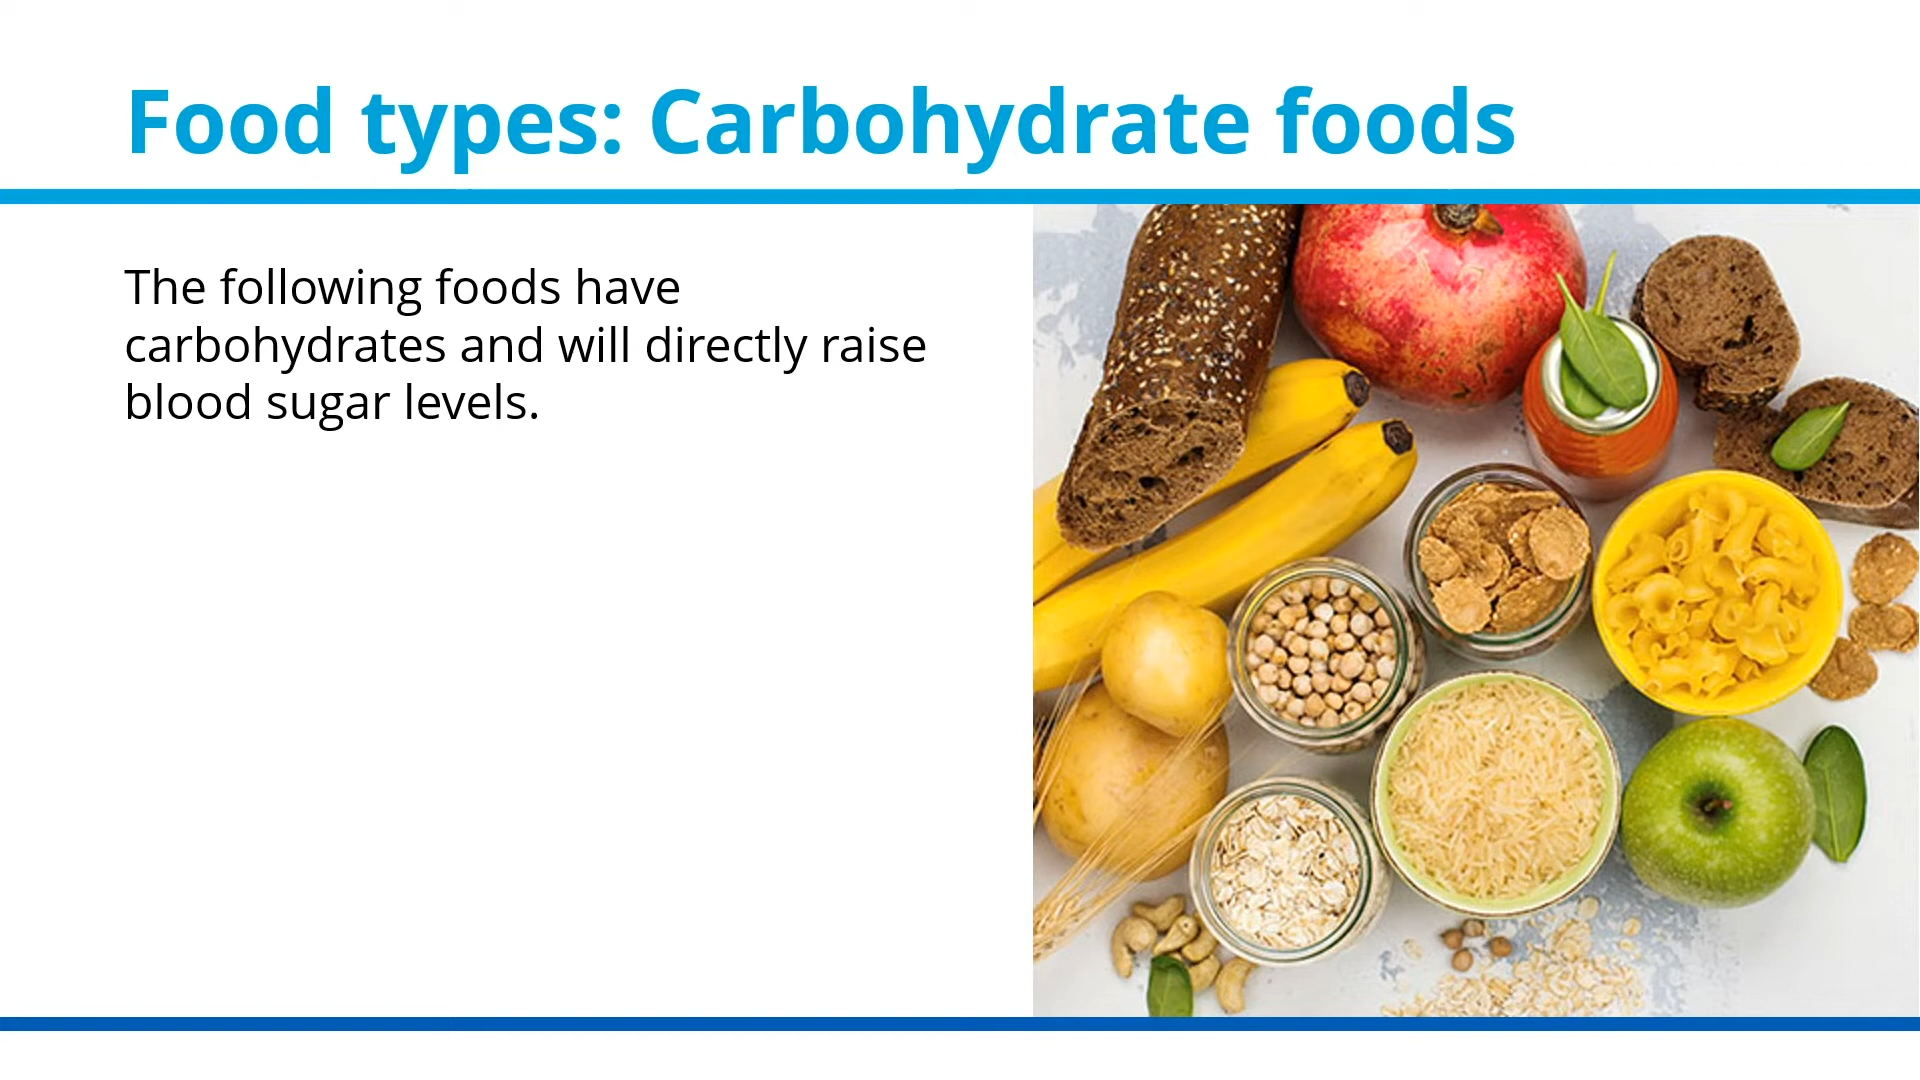 Food types: Carbohydrate foods
The following foods have
carbohydrates and will directly raise
blood sugar levels.